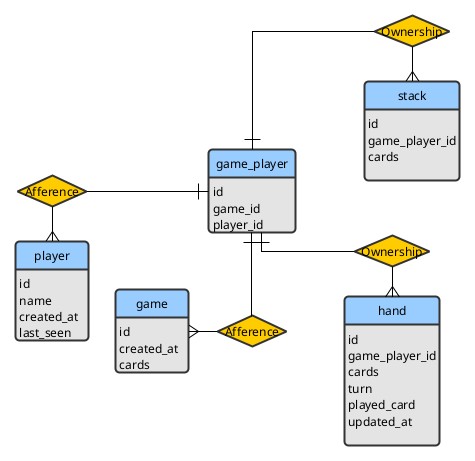 Ownership
stack
id
game_player_id
cards
game_player
id
game_id
player_id
Afference
player
id
name
created_at
last_seen
Ownership
game
id
created_at
cards
Afference
hand
id
game_player_id
cards
turn
played_card
updated_at